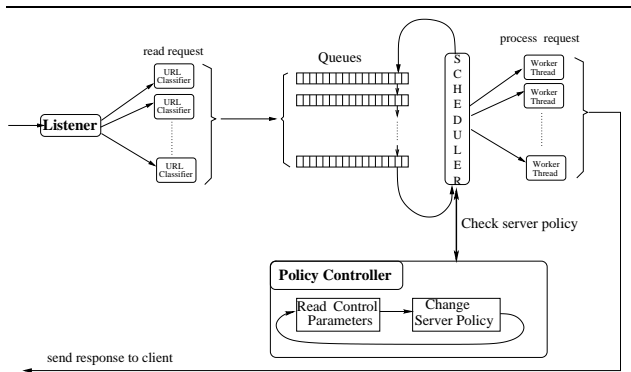 read request
Queues
process request
Listener
URL
Classifier
URL
Classifier
URL
Classifier
SCHEDULER
Worker
Thread
Worker
Thread
Worker
Thread
Check server policy
Policy Controller
Read Control
Parameters
Change
Server Policy
send response to client